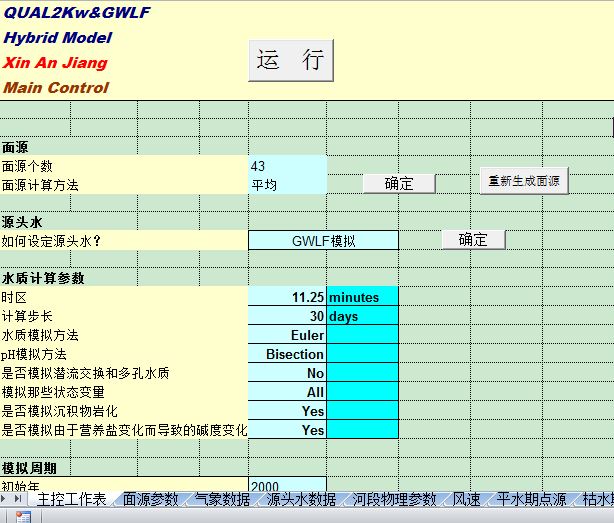 QUAL2Kw&GWLF
Hybrid Model
Xin An Jiang
Main Control
运 行
面源
面源个数 43
面源计算方法 平均 确定 重新生成面源
源头水
如何设定源头水? GWLF模拟 确定
水质计算参数
时区 11.25 minutes
计算步长 30 days
水质模拟方法 Euler
pH模拟方法 Bisection
是否模拟潜流交换和多孔水质 No
模拟那些状态变量 All
是否模拟沉积物岩化 Yes
是否模拟由于营养盐变化而导致的碱度变化 Yes
模拟周期
初始年 2000
主控工作表 面源参数 气象数据 源头水数据 河段物理参数 风速 平水期点源 枯水期